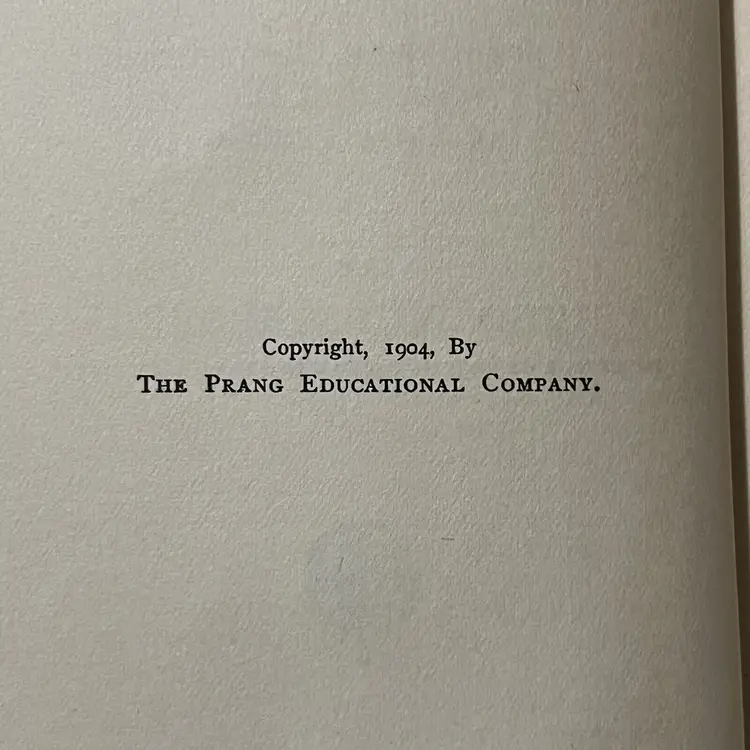 Copyright, 1904, By
The Prang Educational Company.